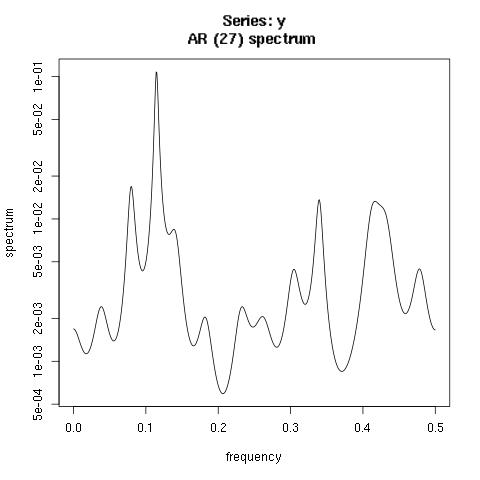 Series: y
AR (27) spectrum
1e-01
5e-02
2e-02
1e-02
5e-03
2e-03
1e-03
5e-04
spectrum
0.0 0.1 0.2 0.3 0.4 0.5
frequency